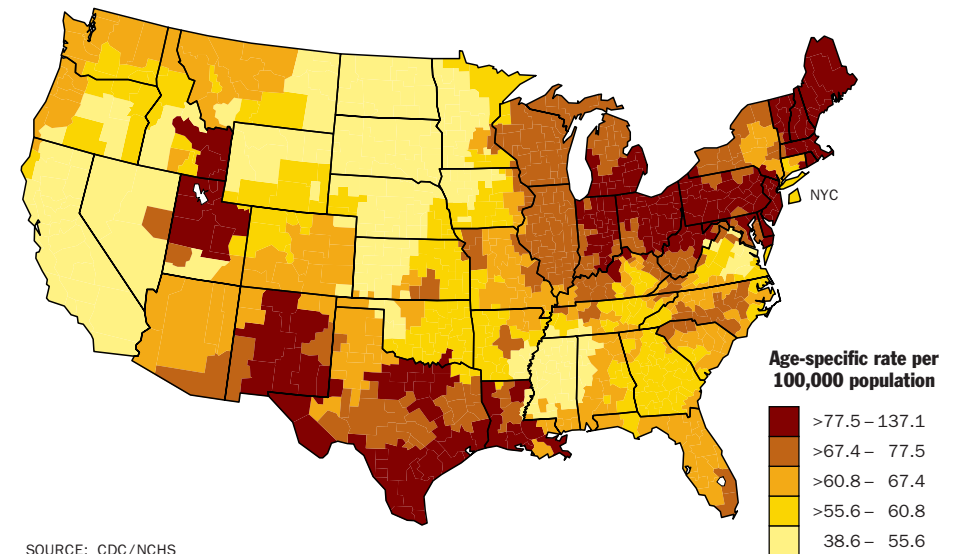 NYC
Age-specific rate per
100,000 population
>77.5 – 137.1
>67.4 – 77.5
>60.8 – 67.4
>55.6 – 60.8
38.6 – 55.6
SOURCE: CDC/NCHS